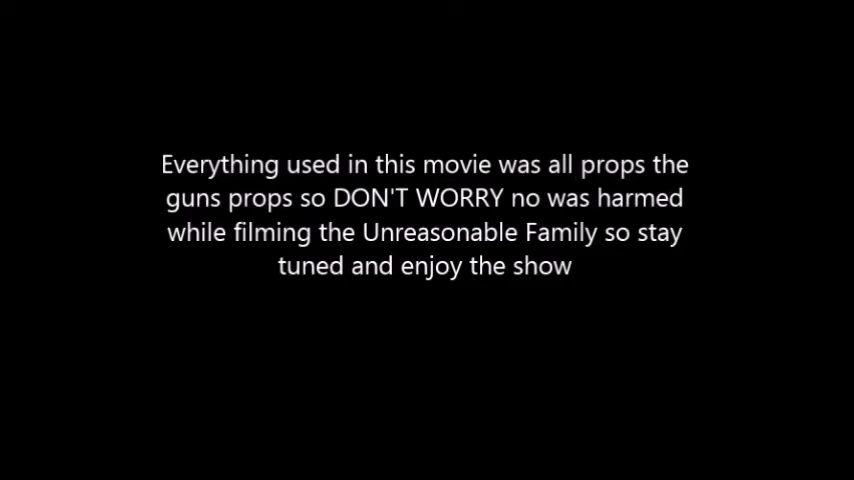 Everything used in this movie was all props the
guns props so DON'T WORRY no was harmed
while filming the Unreasonable Family so stay
tuned and enjoy the show